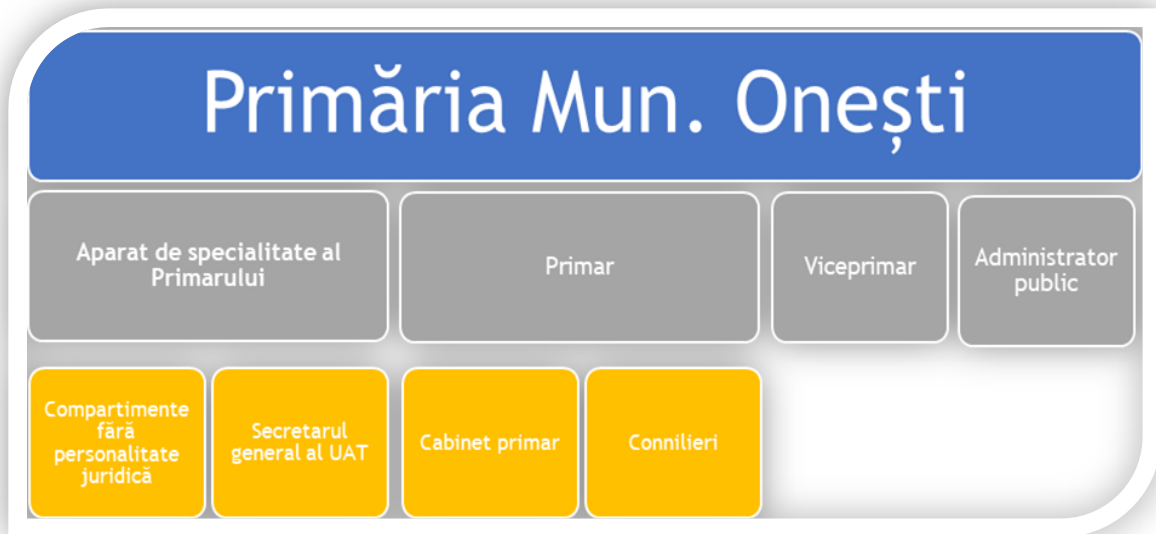 Primăria Mun. Onești
Aparat de specialitate al
Primarului
Primar
Viceprimar
Administrator
public
Compartimente
fără
personalitate
juridică
Secretarul
general al UAT
Cabinet primar
Connilieri